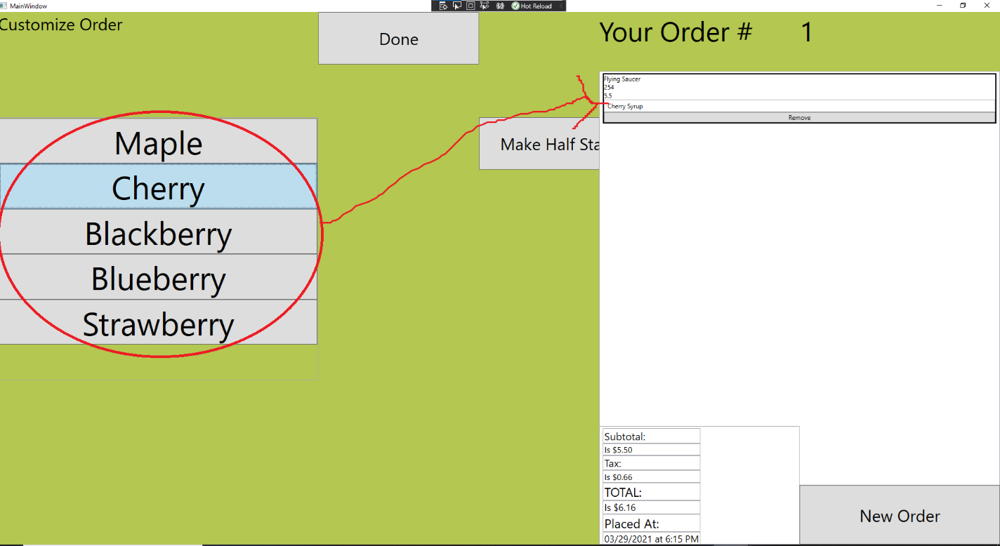 MainWindow
Hot Reload
Customize Order
Done
Your Order # 1
Maple
Cherry
Blackberry
Blueberry
Strawberry
Make Half Sta
Flying Saucer
254
5.5
Cherry Syrup
Remove
Subtotal:
Is $5.50
Tax:
Is $0.66
TOTAL:
Is $6.16
Placed At:
03/29/2021 at 6:15 PM
New Order